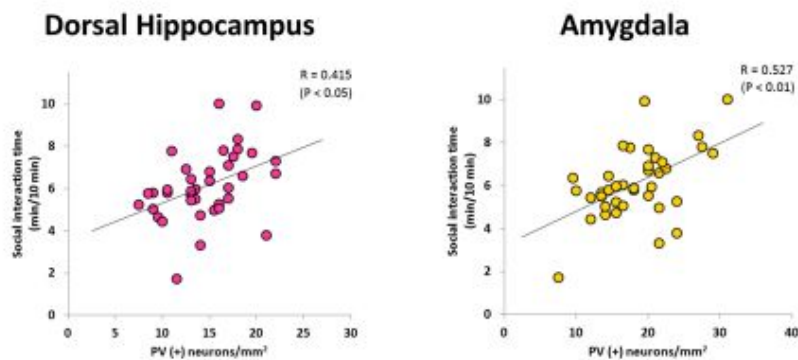 Dorsal Hippocampus
R = 0.415
(P < 0.05)
Social interaction time
(min/10 min)
10
8
6
4
2
0
0 5 10 15 20 25 30
PV (+) neurons/mm²
Amygdala
R = 0.527
(P < 0.01)
Social interaction time
(min/10 min)
10
8
6
4
2
0
0 10 20 30 40
PV (+) neurons/mm²